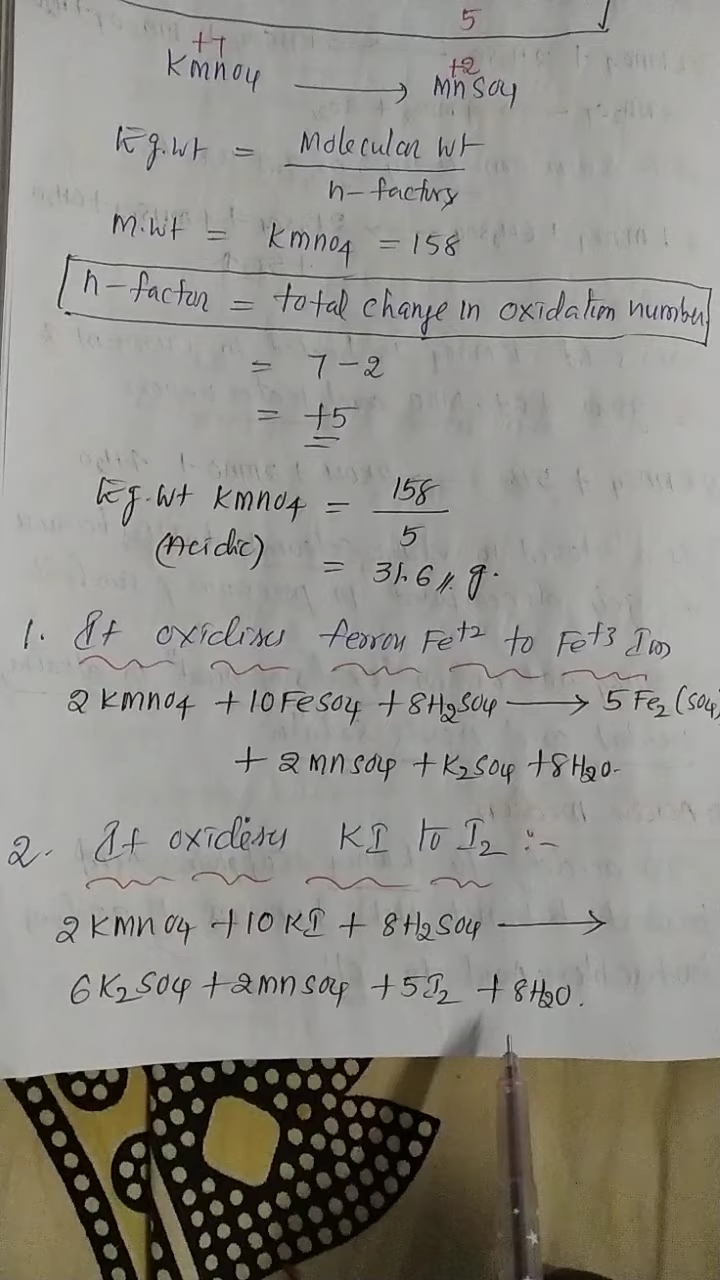 5
+7 +2
KMnO4 → MnSO4
Eq.wt = Molecular wt
n-factors
M.wt = KMnO4 = 158
n-factor = total change in oxidation number
= 7-2
= +5
Eq.wt KMnO4 = 158
5
(Acidic)
= 31.6 g.
1. It oxidises ferrou Fe+2 to Fe+3 Ion
2KMnO4 + 10FeSO4 + 8H2SO4 → 5Fe2(SO4)
+ 2MnSO4 + K2SO4 + 8H2O.
2. It oxidises KI to I2 :-
2KMnO4 + 10KI + 8H2SO4 →
6K2SO4 + 2MnSO4 + 5I2 + 8H2O.